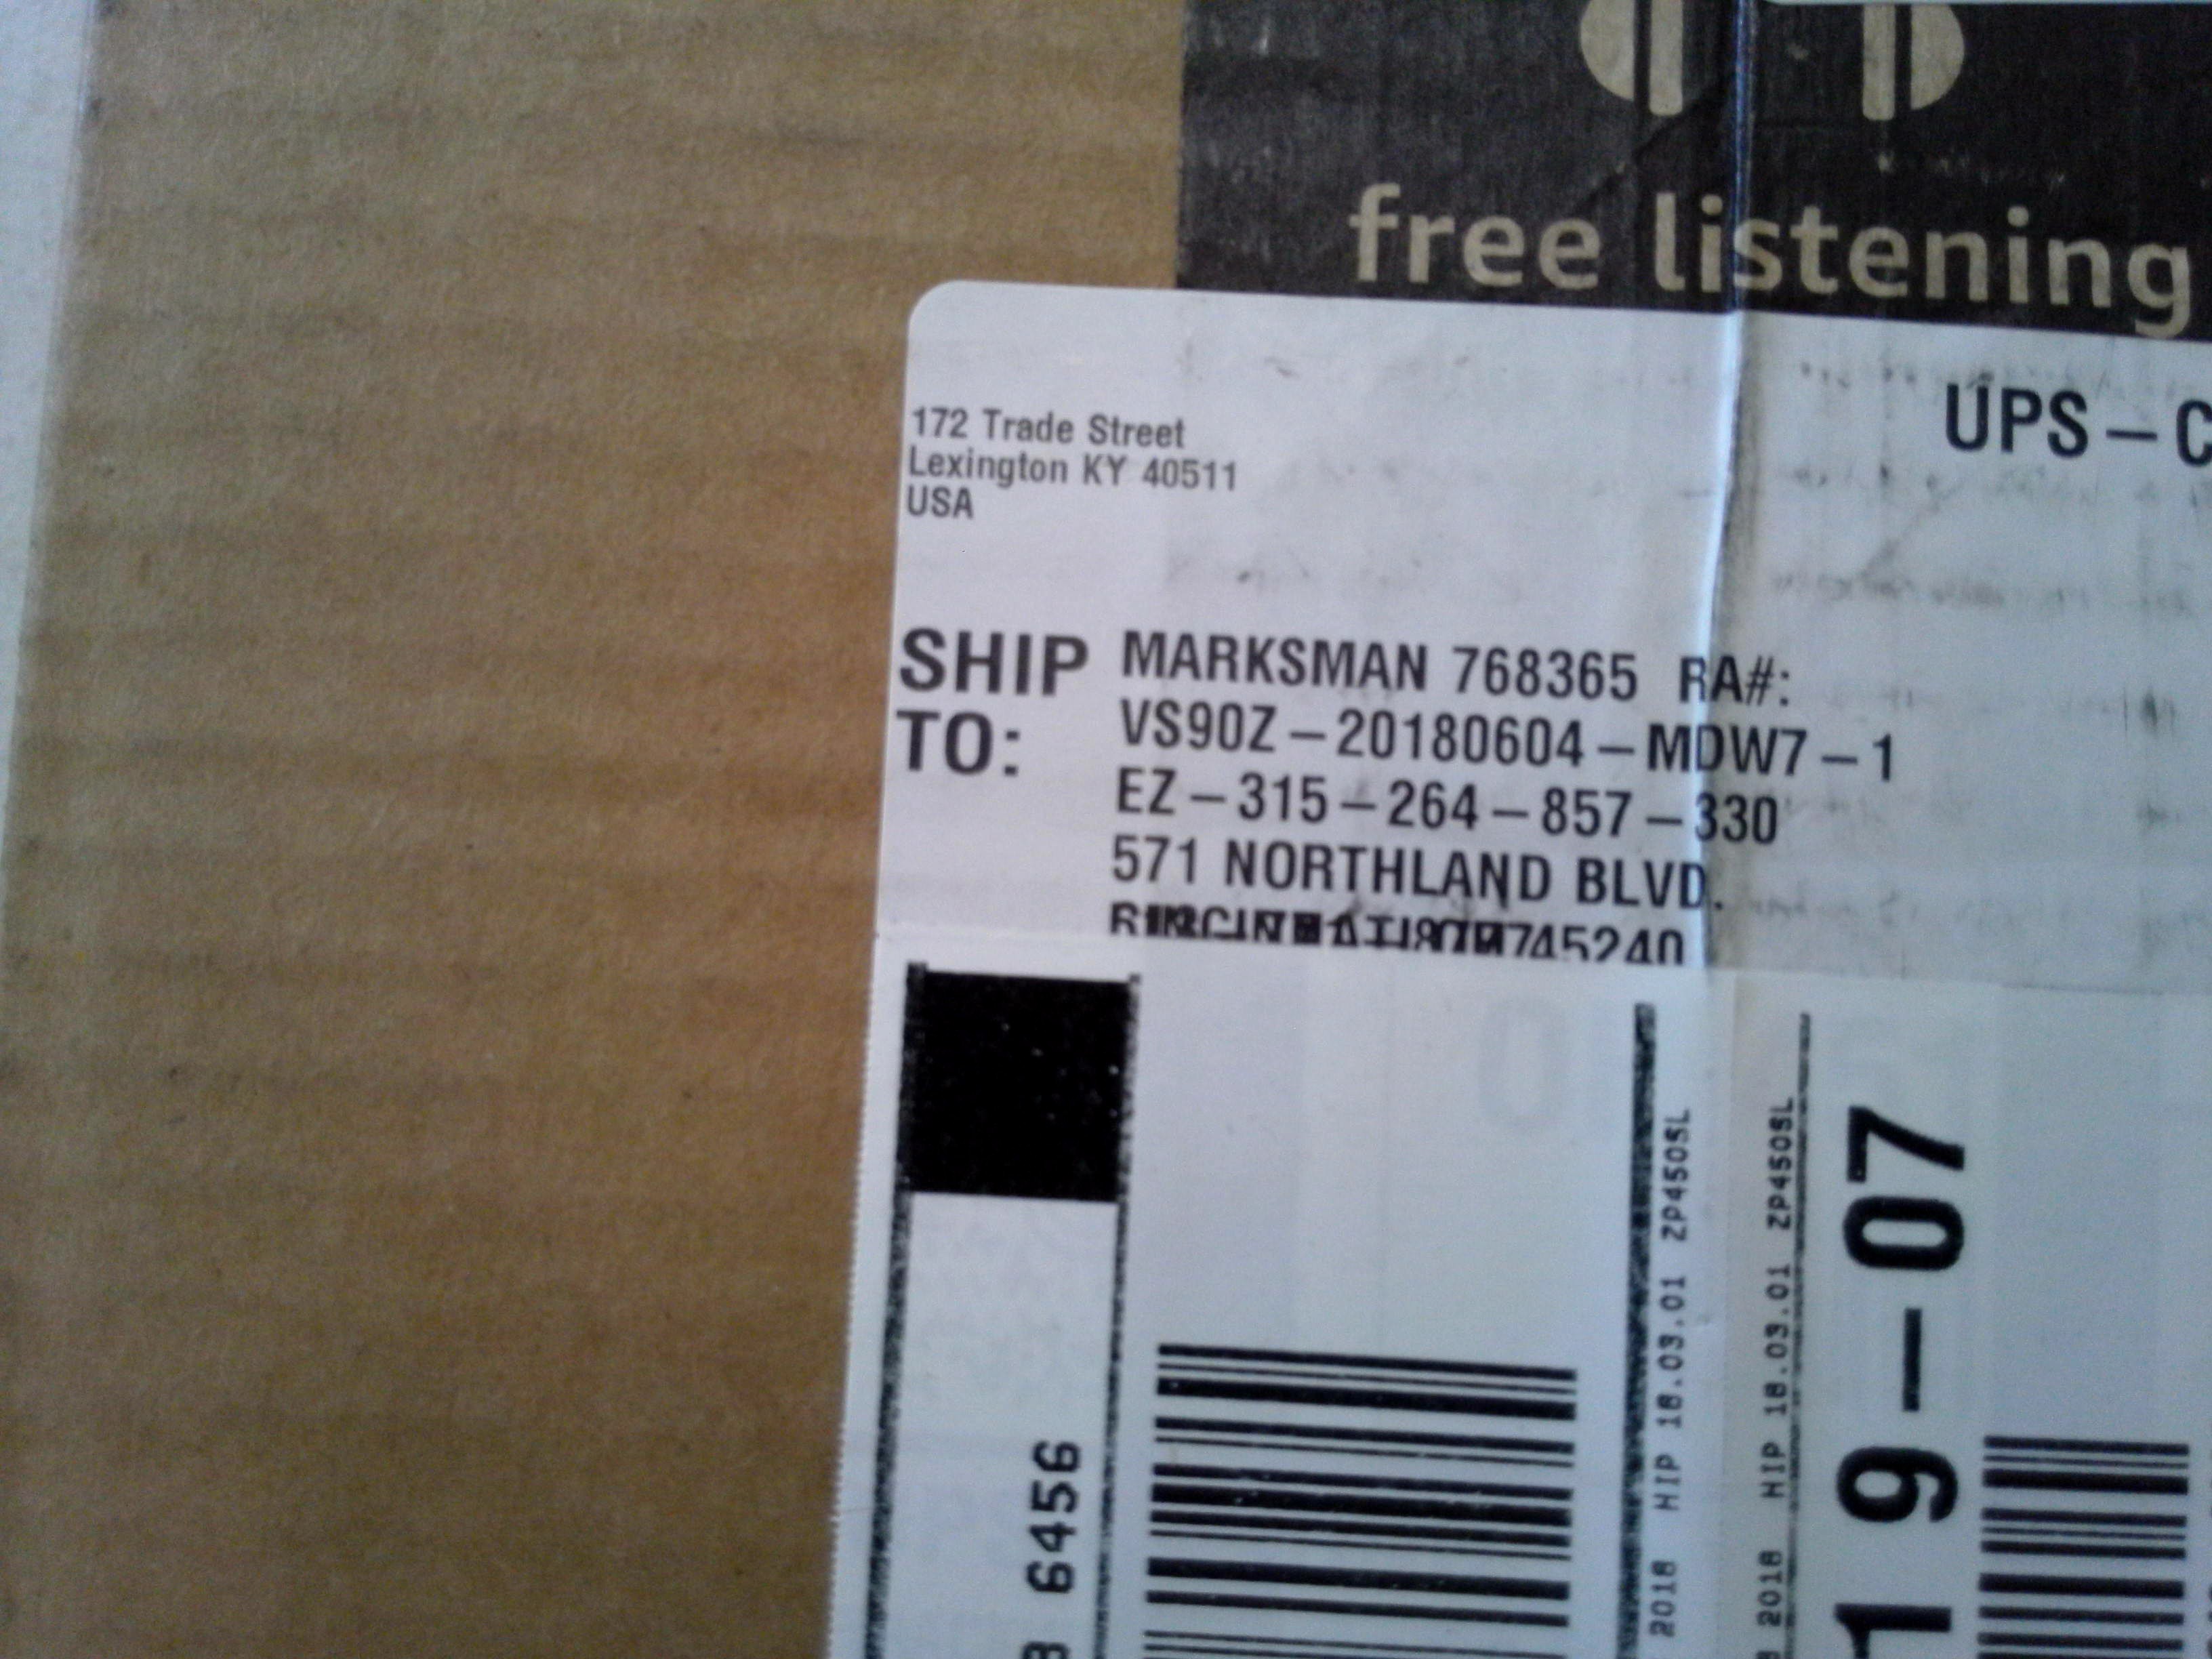 free listening
UPS – C
172 Trade Street
Lexington KY 40511
USA
SHIP TO:
MARKSMAN 768365 RA#:
VS90Z – 20180604 – MDW7 – 1
EZ – 315 – 264 – 857 – 330
571 NORTHLAND BLVD.
45240
6456
2018 HIP 18.03.01 ZP450SL
2018 HIP 18.03.01 ZP450SL
19–07